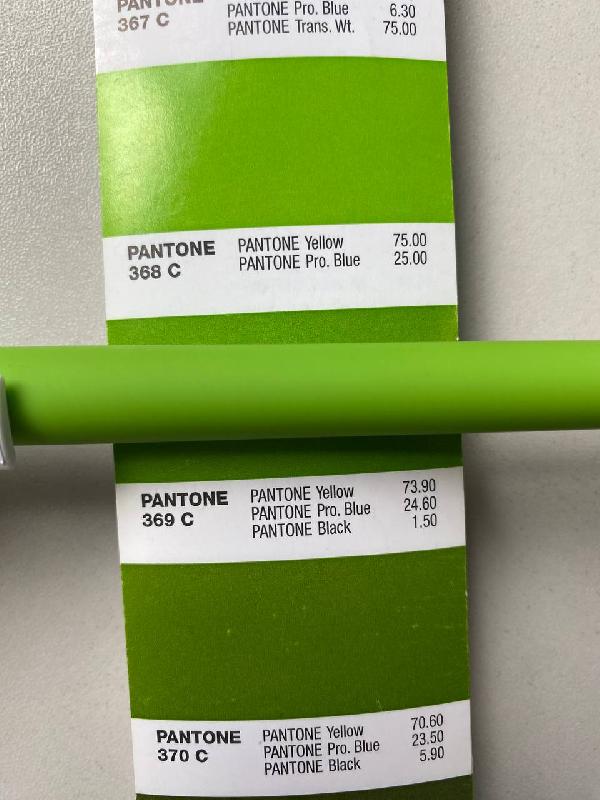 PANTONE PANTONE Pro. Blue 6.30
367 C PANTONE Trans. Wt. 75.00
PANTONE PANTONE Yellow 75.00
368 C PANTONE Pro. Blue 25.00
PANTONE PANTONE Yellow 73.90
369 C PANTONE Pro. Blue 24.60
PANTONE Black 1.50
PANTONE PANTONE Yellow 70.60
370 C PANTONE Pro. Blue 23.50
PANTONE Black 5.90